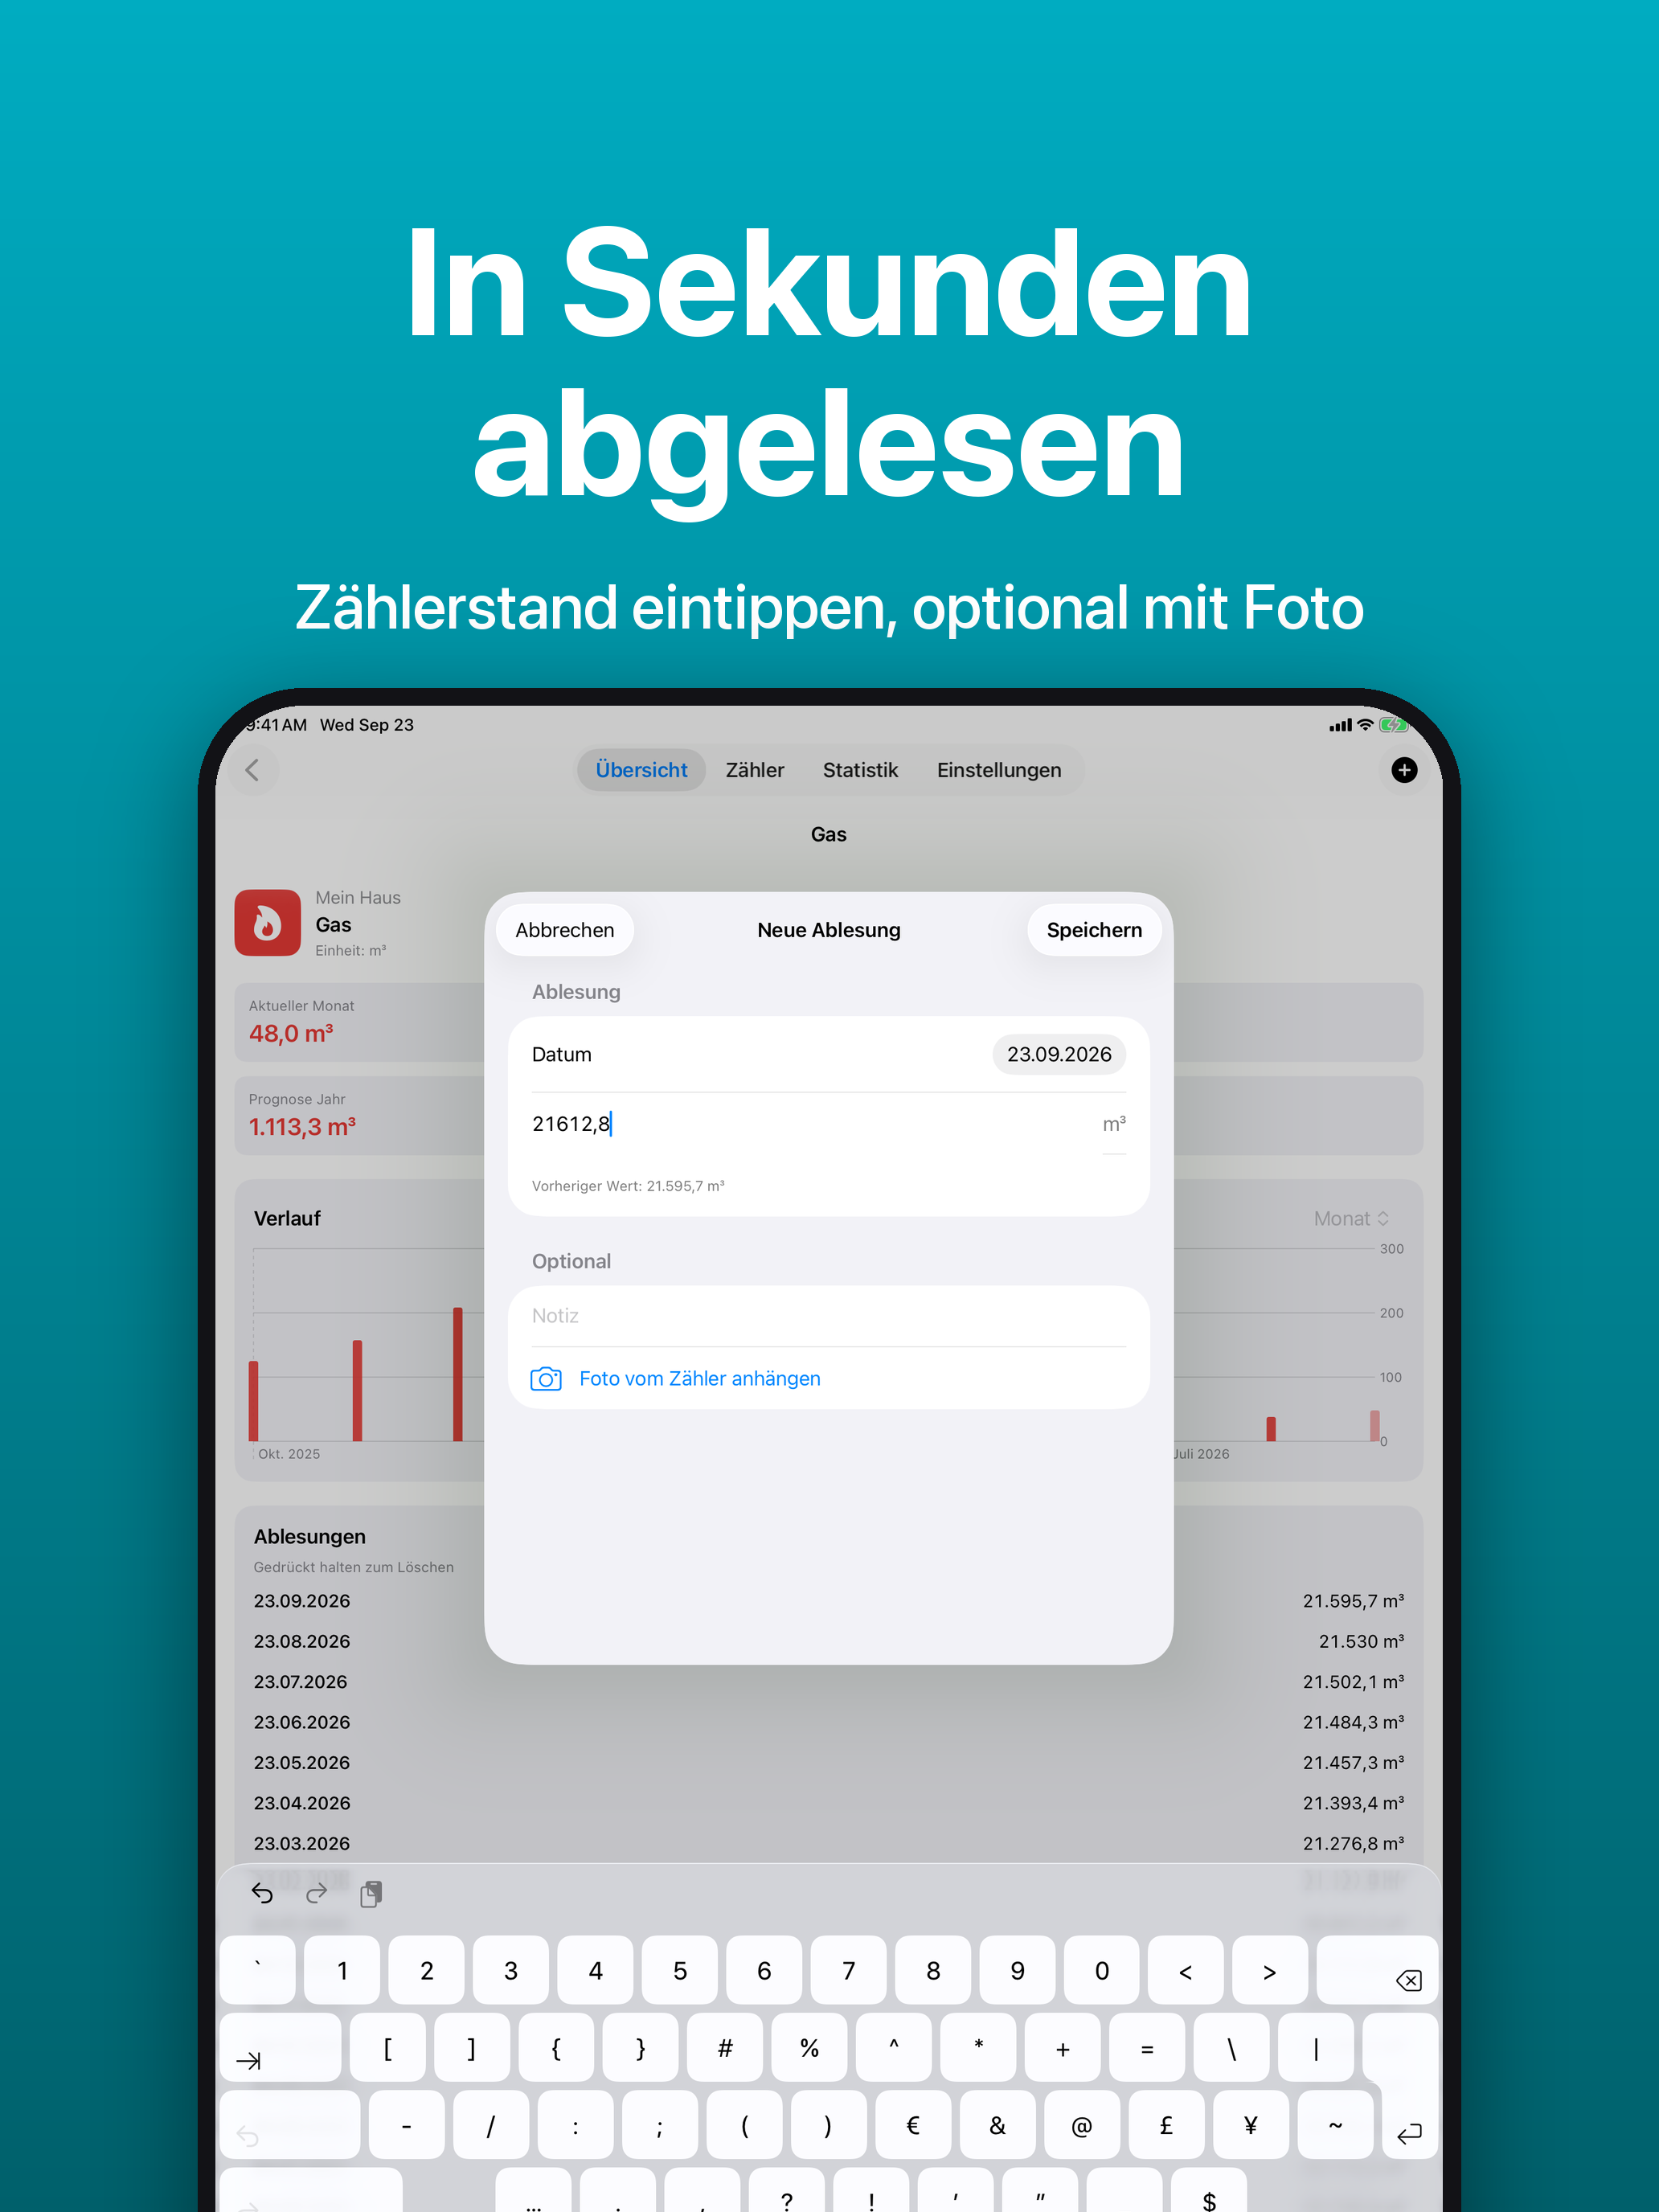 In Sekunden
abgelesen
Zählerstand eintippen, optional mit Foto
9:41 AM Wed Sep 23
Übersicht Zähler Statistik Einstellungen
Gas
Mein Haus
Gas
Einheit: m³
Abbrechen Neue Ablesung Speichern
Ablesung
Datum 23.09.2026
21612,8 m³
Vorheriger Wert: 21.595,7 m³
Optional
Notiz
Foto vom Zähler anhängen
Aktueller Monat
48,0 m³
Prognose Jahr
1.113,3 m³
Verlauf Monat
300
200
100
0
Okt. 2025 Juli 2026
Ablesungen
Gedrückt halten zum Löschen
23.09.2026 21.595,7 m³
23.08.2026 21.530 m³
23.07.2026 21.502,1 m³
23.06.2026 21.484,3 m³
23.05.2026 21.457,3 m³
23.04.2026 21.393,4 m³
23.03.2026 21.276,8 m³
` 1 2 3 4 5 6 7 8 9 0 < >
[ ] { } # % ^ * + = \ |
- / : ; ( ) € & @ £ ¥ ~
… . , ? ! ' " _ $